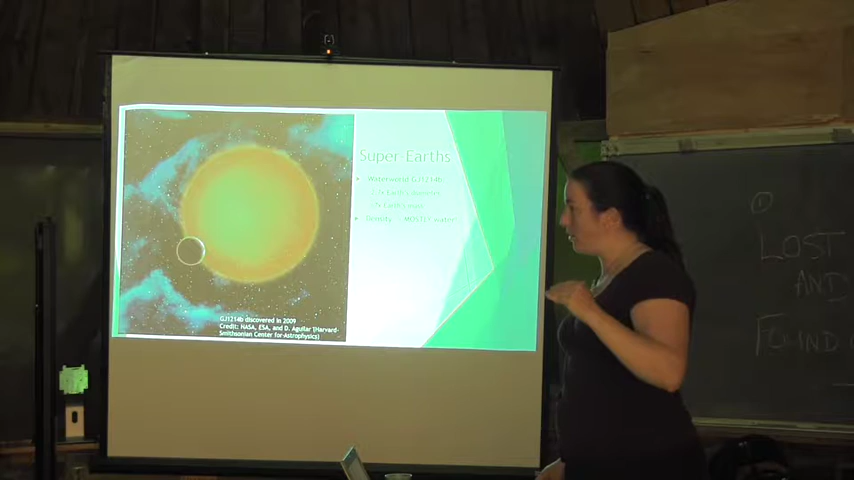 Super-Earths
Waterworld GJ1214b
Earth's diameter
Earth's mass
Density MOSTLY water
GJ1214b discovered in 2009
Credit: NASA, ESA, and D. Aguilar (Harvard-
Smithsonian Center for Astrophysics)
1
LOST
AND
FOUND